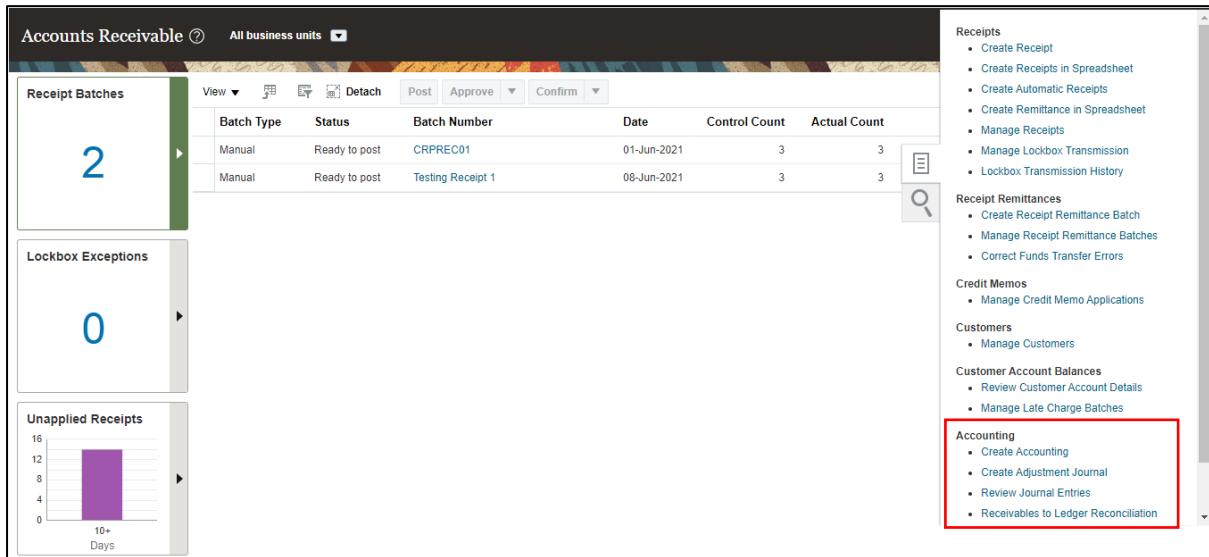 Accounts Receivable ? All business units
Receipt Batches
2
Lockbox Exceptions
0
Unapplied Receipts
16
12
8
4
0
10+
Days
View Detach Post Approve Confirm
Batch Type Status Batch Number Date Control Count Actual Count
Manual Ready to post CRPREC01 01-Jun-2021 3 3
Manual Ready to post Testing Receipt 1 08-Jun-2021 3 3
Receipts
• Create Receipt
• Create Receipts in Spreadsheet
• Create Automatic Receipts
• Create Remittance in Spreadsheet
• Manage Receipts
• Manage Lockbox Transmission
• Lockbox Transmission History
Receipt Remittances
• Create Receipt Remittance Batch
• Manage Receipt Remittance Batches
• Correct Funds Transfer Errors
Credit Memos
• Manage Credit Memo Applications
Customers
• Manage Customers
Customer Account Balances
• Review Customer Account Details
• Manage Late Charge Batches
Accounting
• Create Accounting
• Create Adjustment Journal
• Review Journal Entries
• Receivables to Ledger Reconciliation